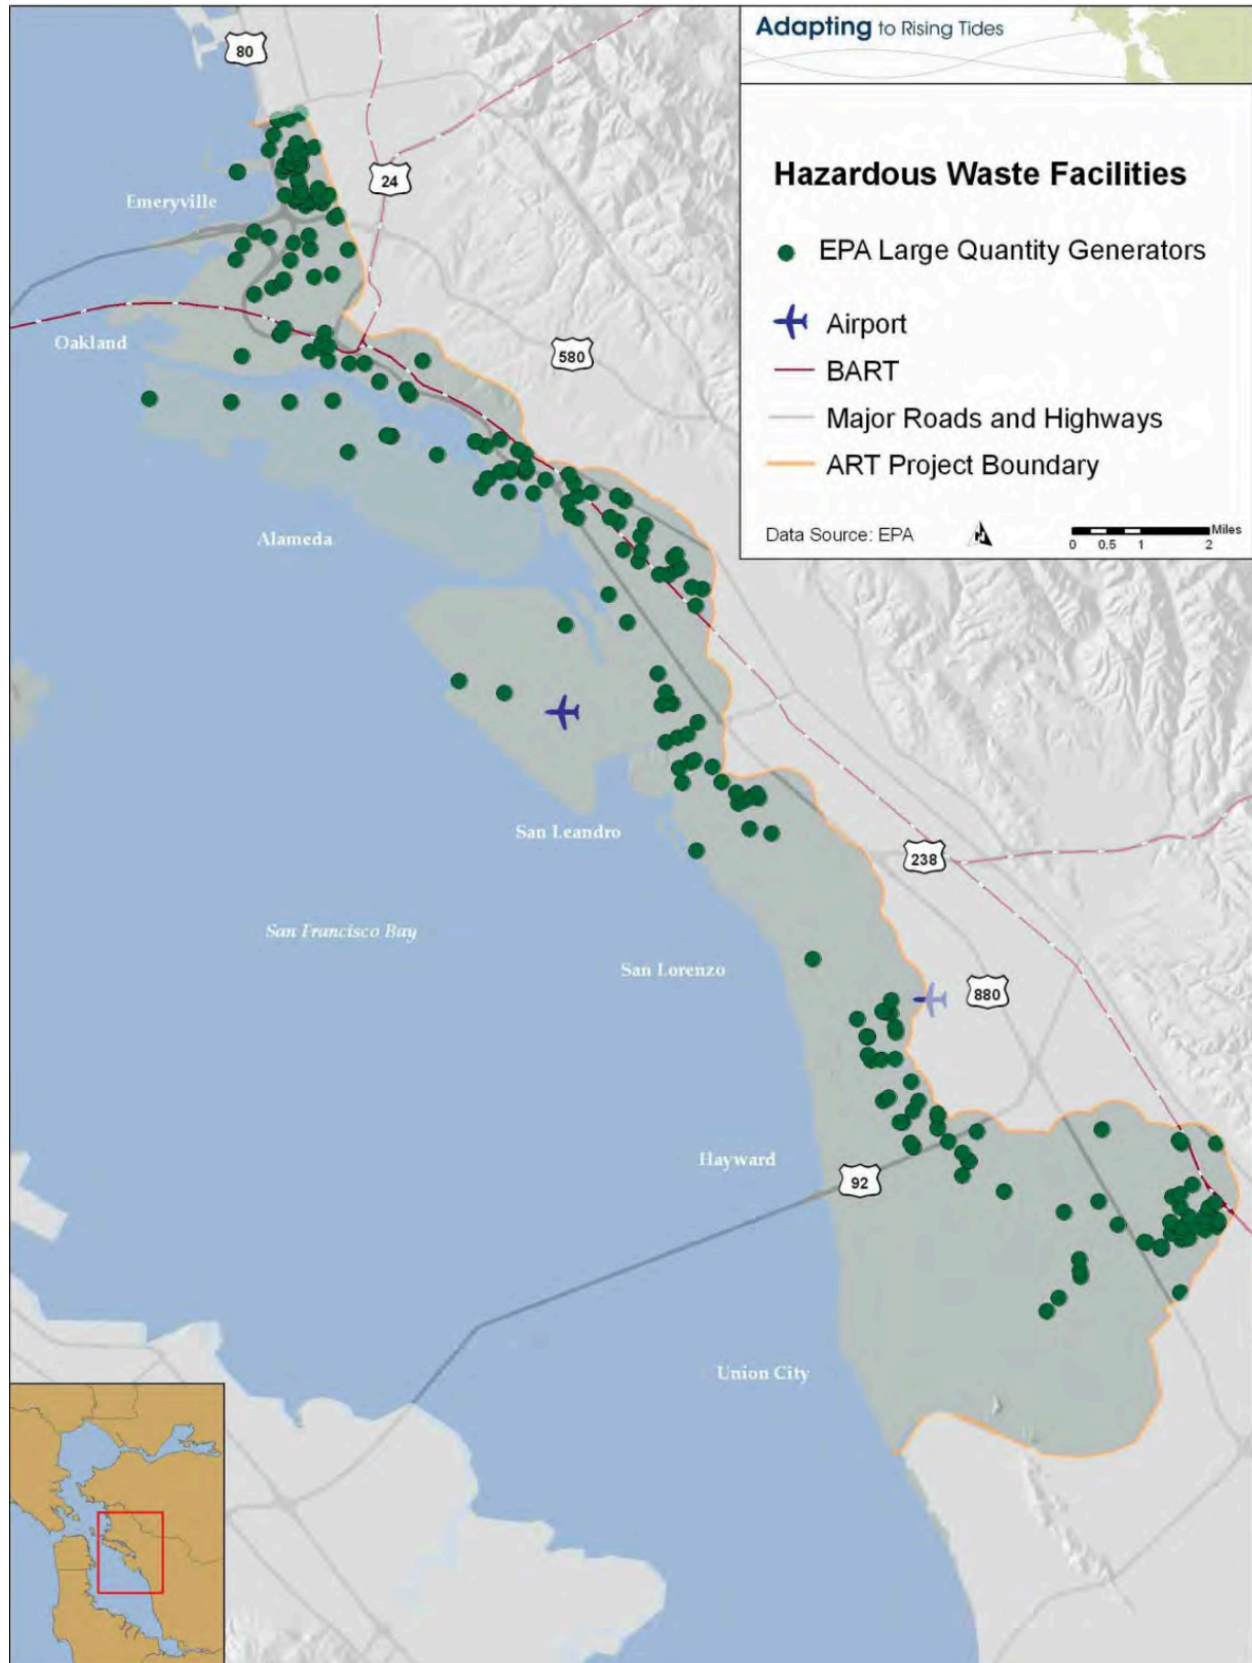 Adapting to Rising Tides
Hazardous Waste Facilities
EPA Large Quantity Generators
Airport
BART
Major Roads and Highways
ART Project Boundary
Data Source: EPA
Miles
0 0.5 1 2
80
24
Emeryville
580
Oakland
Alameda
San Leandro
238
San Francisco Bay
San Lorenzo
880
Hayward
92
Union City